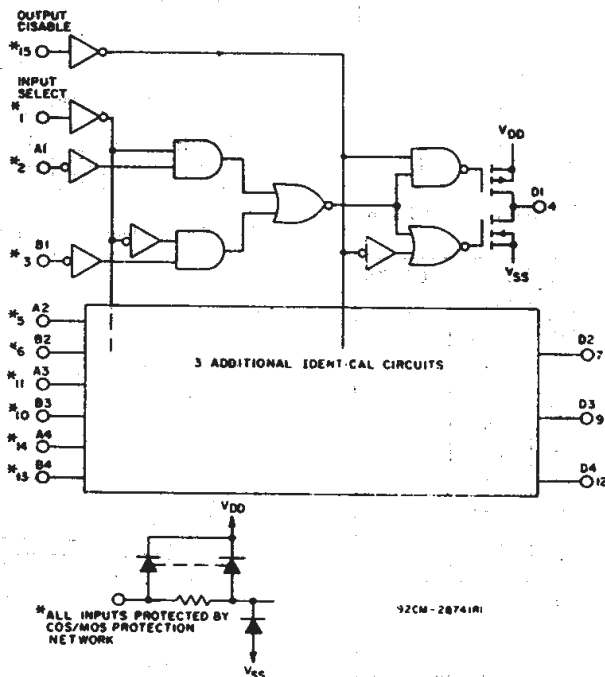 OUTPUT
CISABLE
*15
INPUT
SELECT
*1
A1
*2
B1
*3
VDD
D1
4
VSS
A2
*5
B2
*6
A3
*11
B3
*10
A4
*14
B4
*13
3 ADDITIONAL IDENTICAL CIRCUITS
D2
7
D3
9
D4
12
VDD
*ALL INPUTS PROTECTED BY
COS/MOS PROTECTION
NETWORK
VSS
92CM-28741R1